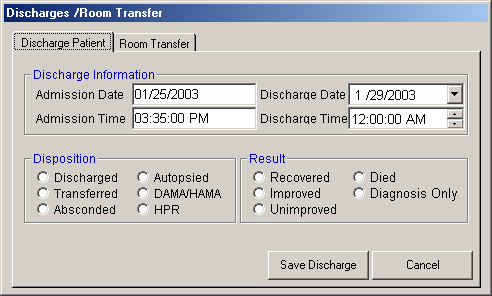 Discharges /Room Transfer
Discharge Patient Room Transfer
Discharge Information
Admission Date 01/25/2003 Discharge Date 1 /29/2003
Admission Time 03:35:00 PM Discharge Time 12:00:00 AM
Disposition Result
Discharged Autopsied Recovered Died
Transferred DAMA/HAMA Improved Diagnosis Only
Absconded HPR Unimproved
Save Discharge Cancel